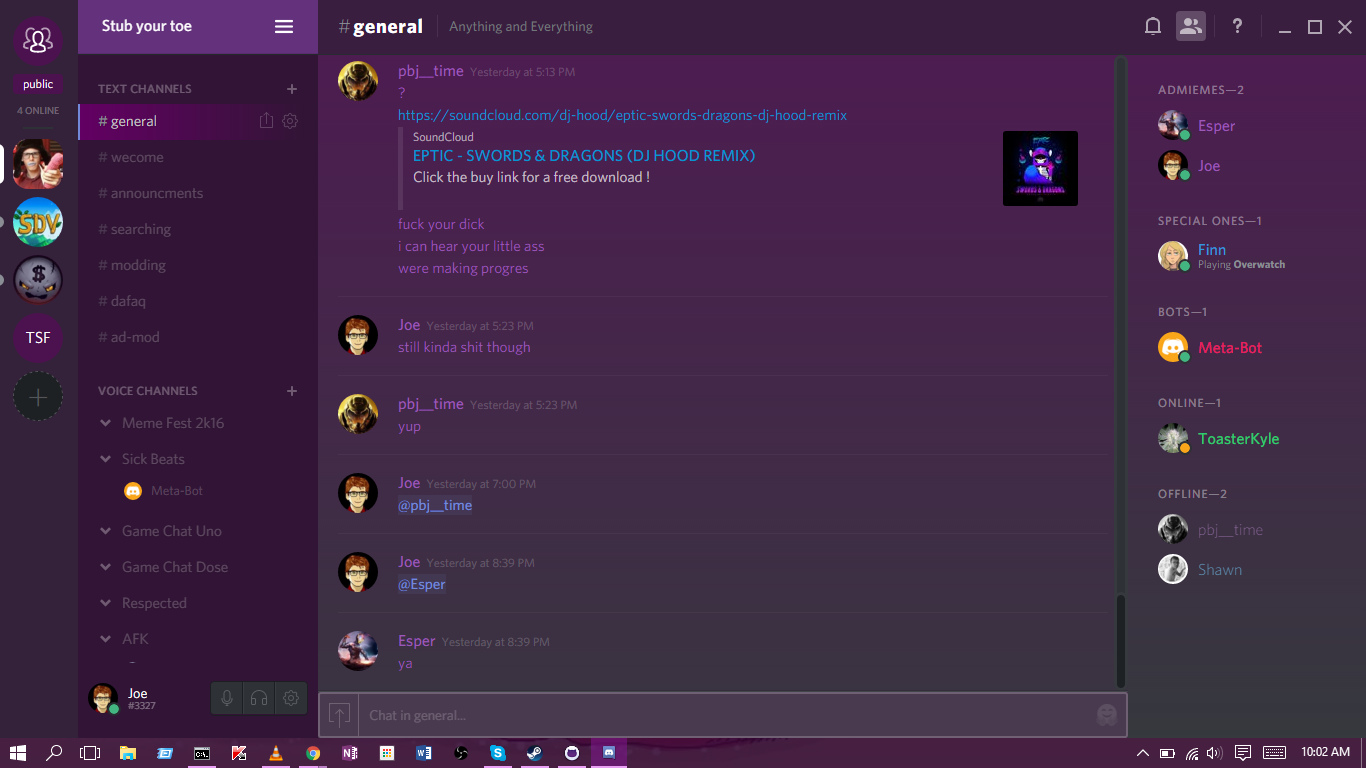 public
4 ONLINE
SDV
$
TSF
Stub your toe
TEXT CHANNELS
# general
# wecome
# announcments
# searching
# modding
# dafaq
# ad-mod
VOICE CHANNELS
Meme Fest 2k16
Sick Beats
Meta-Bot
Game Chat Uno
Game Chat Dose
Respected
AFK
Joe
#3327
#general
Anything and Everything
pbj__time Yesterday at 5:13 PM
?
https://soundcloud.com/dj-hood/eptic-swords-dragons-dj-hood-remix
SoundCloud
EPTIC - SWORDS & DRAGONS (DJ HOOD REMIX)
Click the buy link for a free download !
EPTIC
SWORDS & DRAGONS
fuck your dick
i can hear your little ass
were making progres
Joe Yesterday at 5:23 PM
still kinda shit though
pbj__time Yesterday at 5:23 PM
yup
Joe Yesterday at 7:00 PM
@pbj__time
Joe Yesterday at 8:39 PM
@Esper
Esper Yesterday at 8:39 PM
ya
Chat in general...
?
ADMIEMES—2
Esper
Joe
SPECIAL ONES—1
Finn
Playing Overwatch
BOTS—1
Meta-Bot
ONLINE—1
ToasterKyle
OFFLINE—2
pbj__time
Shawn
10:02 AM